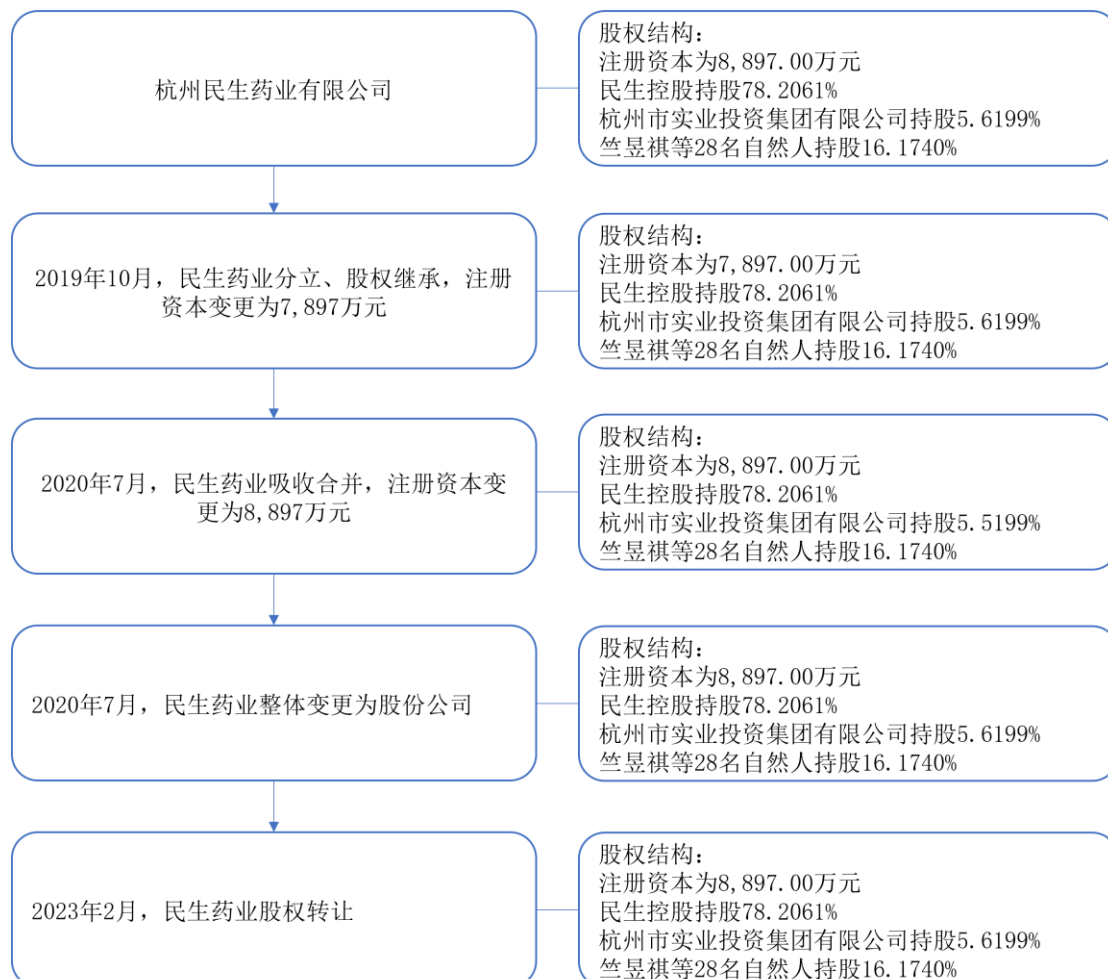 杭州民生药业有限公司
股权结构：
注册资本为8,897.00万元
民生控股持股78.2061%
杭州市实业投资集团有限公司持股5.6199%
竺昱祺等28名自然人持股16.1740%
2019年10月，民生药业分立、股权继承，注册
资本变更为7,897万元
股权结构：
注册资本为7,897.00万元
民生控股持股78.2061%
杭州市实业投资集团有限公司持股5.6199%
竺昱祺等28名自然人持股16.1740%
2020年7月，民生药业吸收合并，注册资本变
更为8,897万元
股权结构：
注册资本为8,897.00万元
民生控股持股78.2061%
杭州市实业投资集团有限公司持股5.5199%
竺昱祺等28名自然人持股16.1740%
2020年7月，民生药业整体变更为股份公司
股权结构：
注册资本为8,897.00万元
民生控股持股78.2061%
杭州市实业投资集团有限公司持股5.6199%
竺昱祺等28名自然人持股16.1740%
2023年2月，民生药业股权转让
股权结构：
注册资本为8,897.00万元
民生控股持股78.2061%
杭州市实业投资集团有限公司持股5.6199%
竺昱祺等28名自然人持股16.1740%